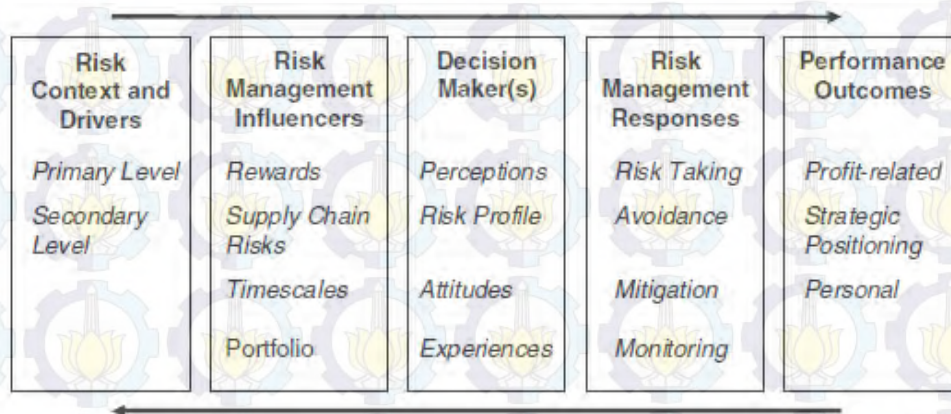 Risk
Context and
Drivers
Primary Level
Secondary
Level
Risk
Management
Influencers
Rewards
Supply Chain
Risks
Timescales
Portfolio
Decision
Maker(s)
Perceptions
Risk Profile
Attitudes
Experiences
Risk
Management
Responses
Risk Taking
Avoidance
Mitigation
Monitoring
Performance
Outcomes
Profit-related
Strategic
Positioning
Personal